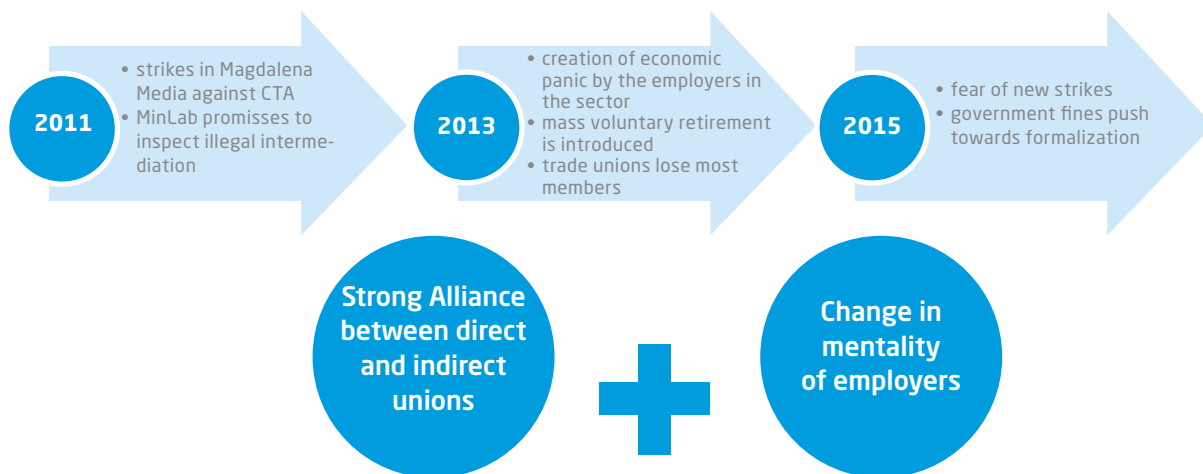 2011
• strikes in Magdalena
Media against CTA
• MinLab promisses to
inspect illegal interme-
diation
2013
• creation of economic
panic by the employers in
the sector
• mass voluntary retirement
is introduced
• trade unions lose most
members
2015
• fear of new strikes
• government fines push
towards formalization
Strong Alliance
between direct
and indirect
unions
Change in
mentality
of employers